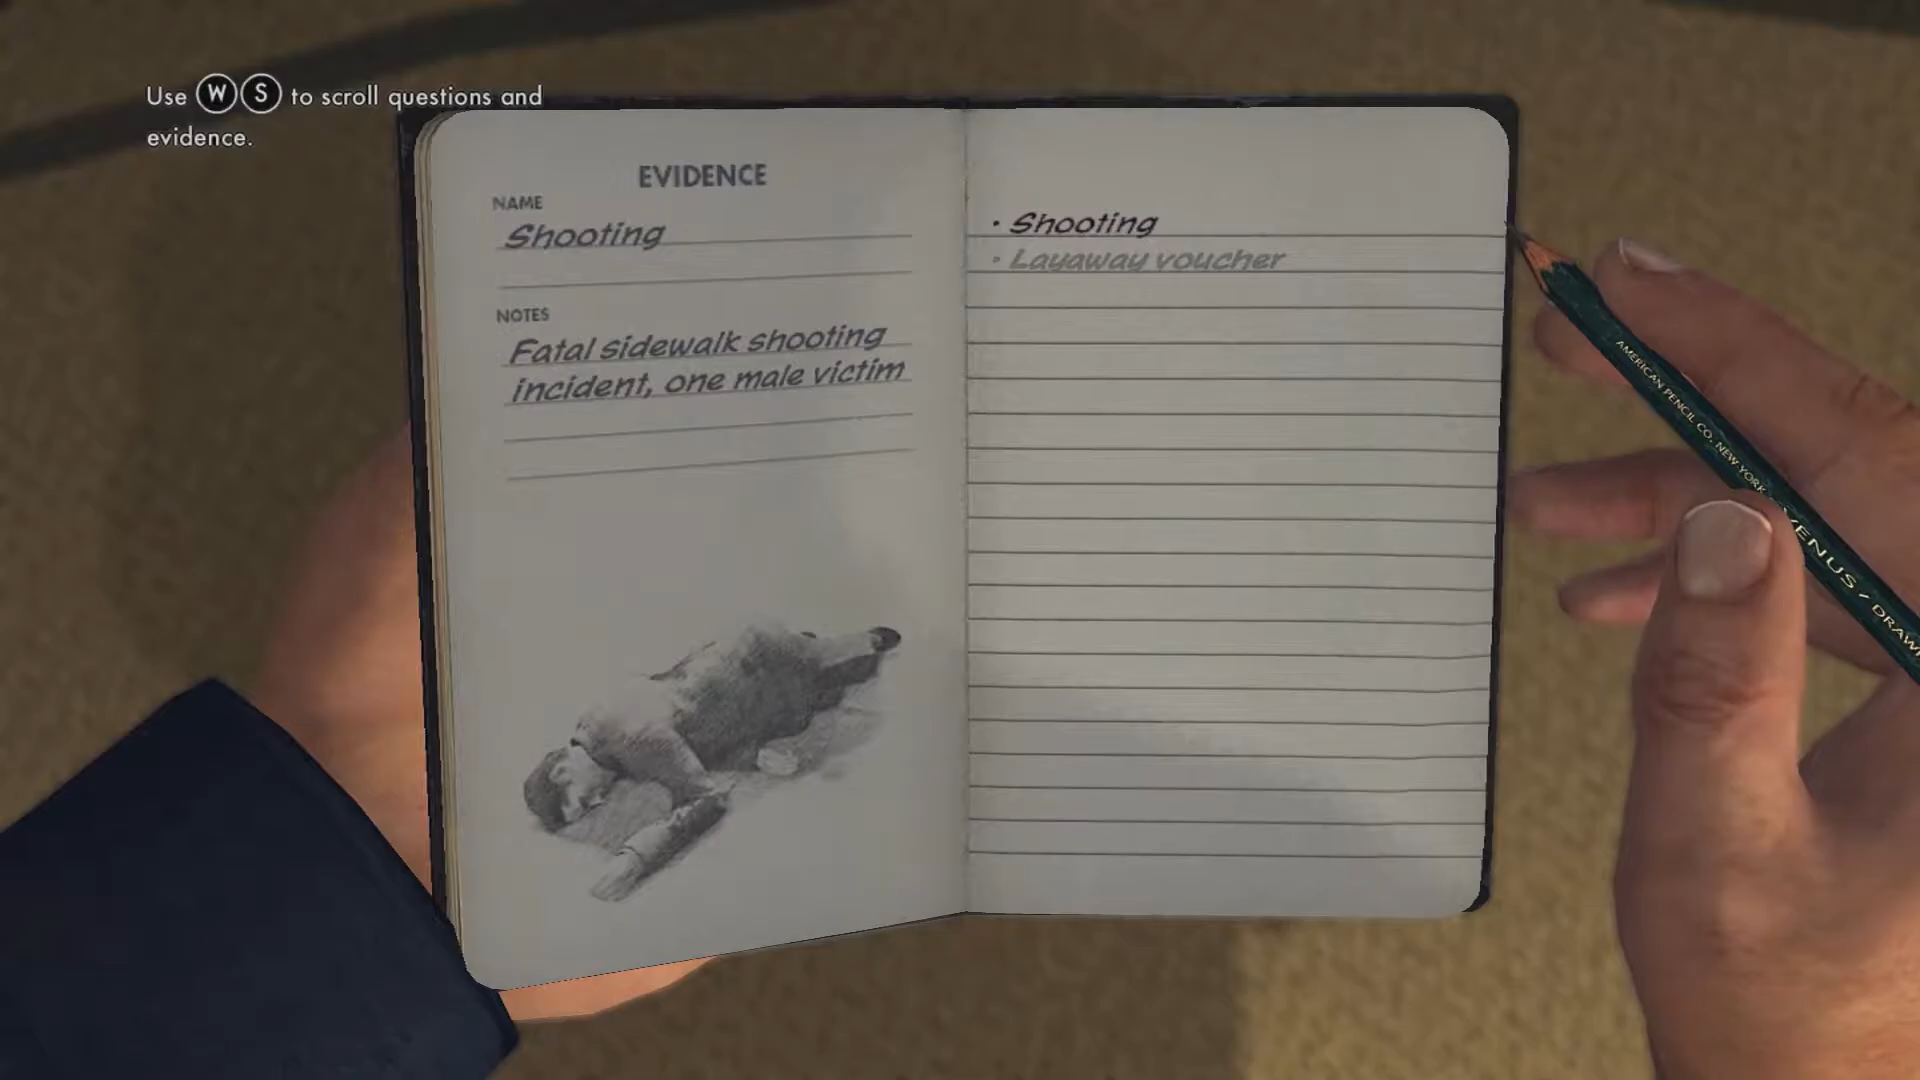 Use W S to scroll questions and
evidence.
EVIDENCE
NAME
Shooting
NOTES
Fatal sidewalk shooting
incident, one male victim
• Shooting
• Layaway voucher
AMERICAN PENCIL CO. NEW YORK
VENUS / DRAW